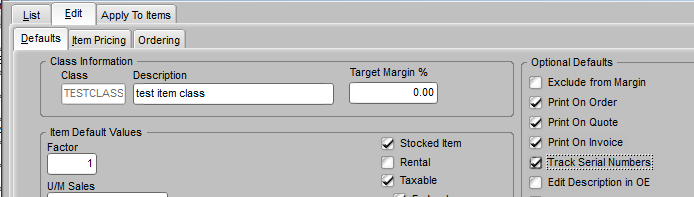 List Edit Apply To Items
Defaults Item Pricing Ordering
Class Information
Class Description Target Margin %
TESTCLASS test item class 0.00
Item Default Values
Factor
1
U/M Sales
Stocked Item
Rental
Taxable
Optional Defaults
Exclude from Margin
Print On Order
Print On Quote
Print On Invoice
Track Serial Numbers
Edit Description in OE